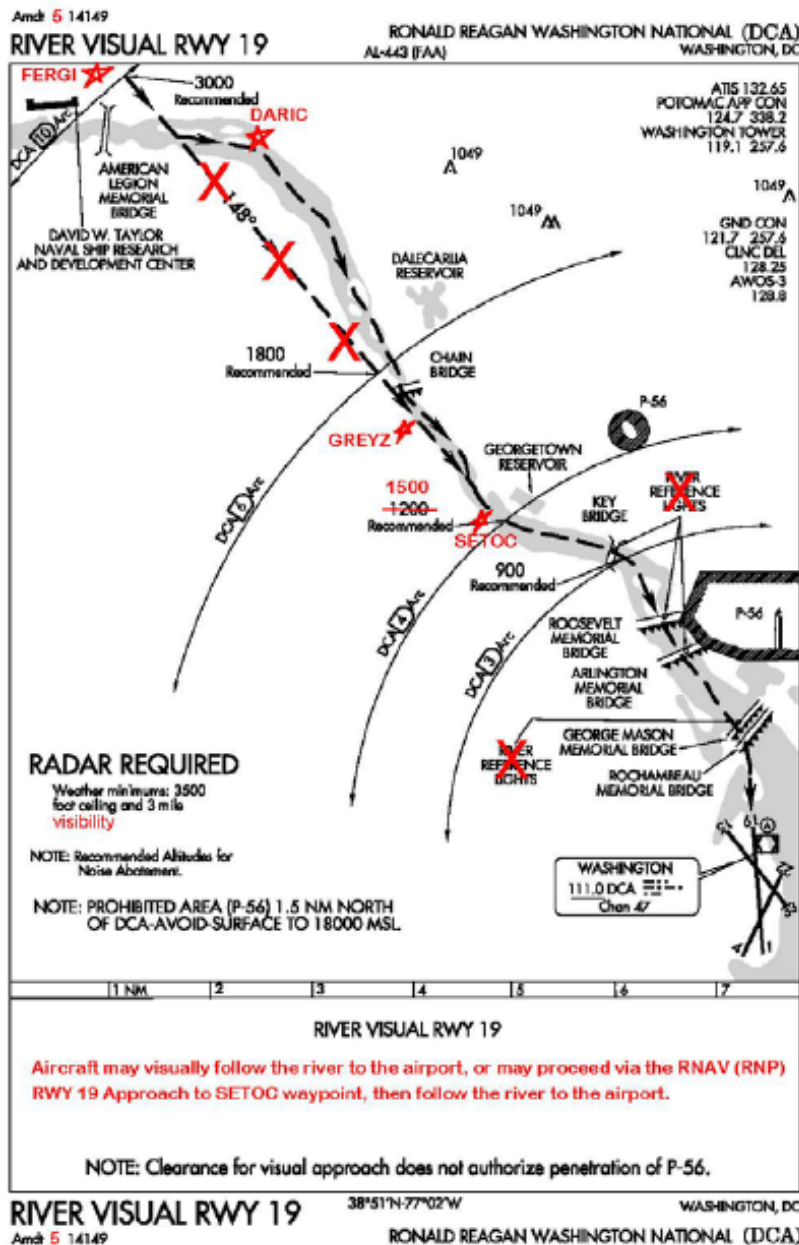 Amdt 5 14149
RIVER VISUAL RWY 19
AL-443 (FAA)
RONALD REAGAN WASHINGTON NATIONAL (DCA)
WASHINGTON, DC
FERGI
3000
Recommended
DARIC
DCA 10 Arc
AMERICAN
LEGION
MEMORIAL
BRIDGE
DAVID W. TAYLOR
NAVAL SHIP RESEARCH
AND DEVELOPMENT CENTER
148°
ATIS 132.65
POTOMAC APP CON
124.7 338.2
WASHINGTON TOWER
119.1 257.6
1049
1049
1049
GND CON
121.7 257.6
CLNC DEL
128.25
AWOS-3
128.8
DALECARLIA
RESERVOIR
1800
Recommended
CHAIN
BRIDGE
P-56
GREYZ
GEORGETOWN
RESERVOIR
1500
1200
Recommended
SETOC
DCA 6 Arc
KEY
BRIDGE
RIVER
REFERENCE
LIGHTS
900
Recommended
DCA 4 Arc
P-56
ROOSEVELT
MEMORIAL
BRIDGE
DCA 3 Arc
ARLINGTON
MEMORIAL
BRIDGE
GEORGE MASON
MEMORIAL BRIDGE
RIVER
REFERENCE
LIGHTS
ROCHAMBEAU
MEMORIAL BRIDGE
RADAR REQUIRED
Weather minimums: 3500
foot ceiling and 3 mile
visibility
NOTE: Recommended Altitudes for
Noise Abatement.
NOTE: PROHIBITED AREA (P-56) 1.5 NM NORTH
OF DCA-AVOID-SURFACE TO 18000 MSL
WASHINGTON
111.0 DCA
Chan 47
15
19
A
22
33
4
1
1 NM 2 3 4 5 6 7
RIVER VISUAL RWY 19
Aircraft may visually follow the river to the airport, or may proceed via the RNAV (RNP)
RWY 19 Approach to SETOC waypoint, then follow the river to the airport.
NOTE: Clearance for visual approach does not authorize penetration of P-56.
RIVER VISUAL RWY 19
38°51'N-77°02'W
WASHINGTON, DC
Amdt 5 14149
RONALD REAGAN WASHINGTON NATIONAL (DCA)